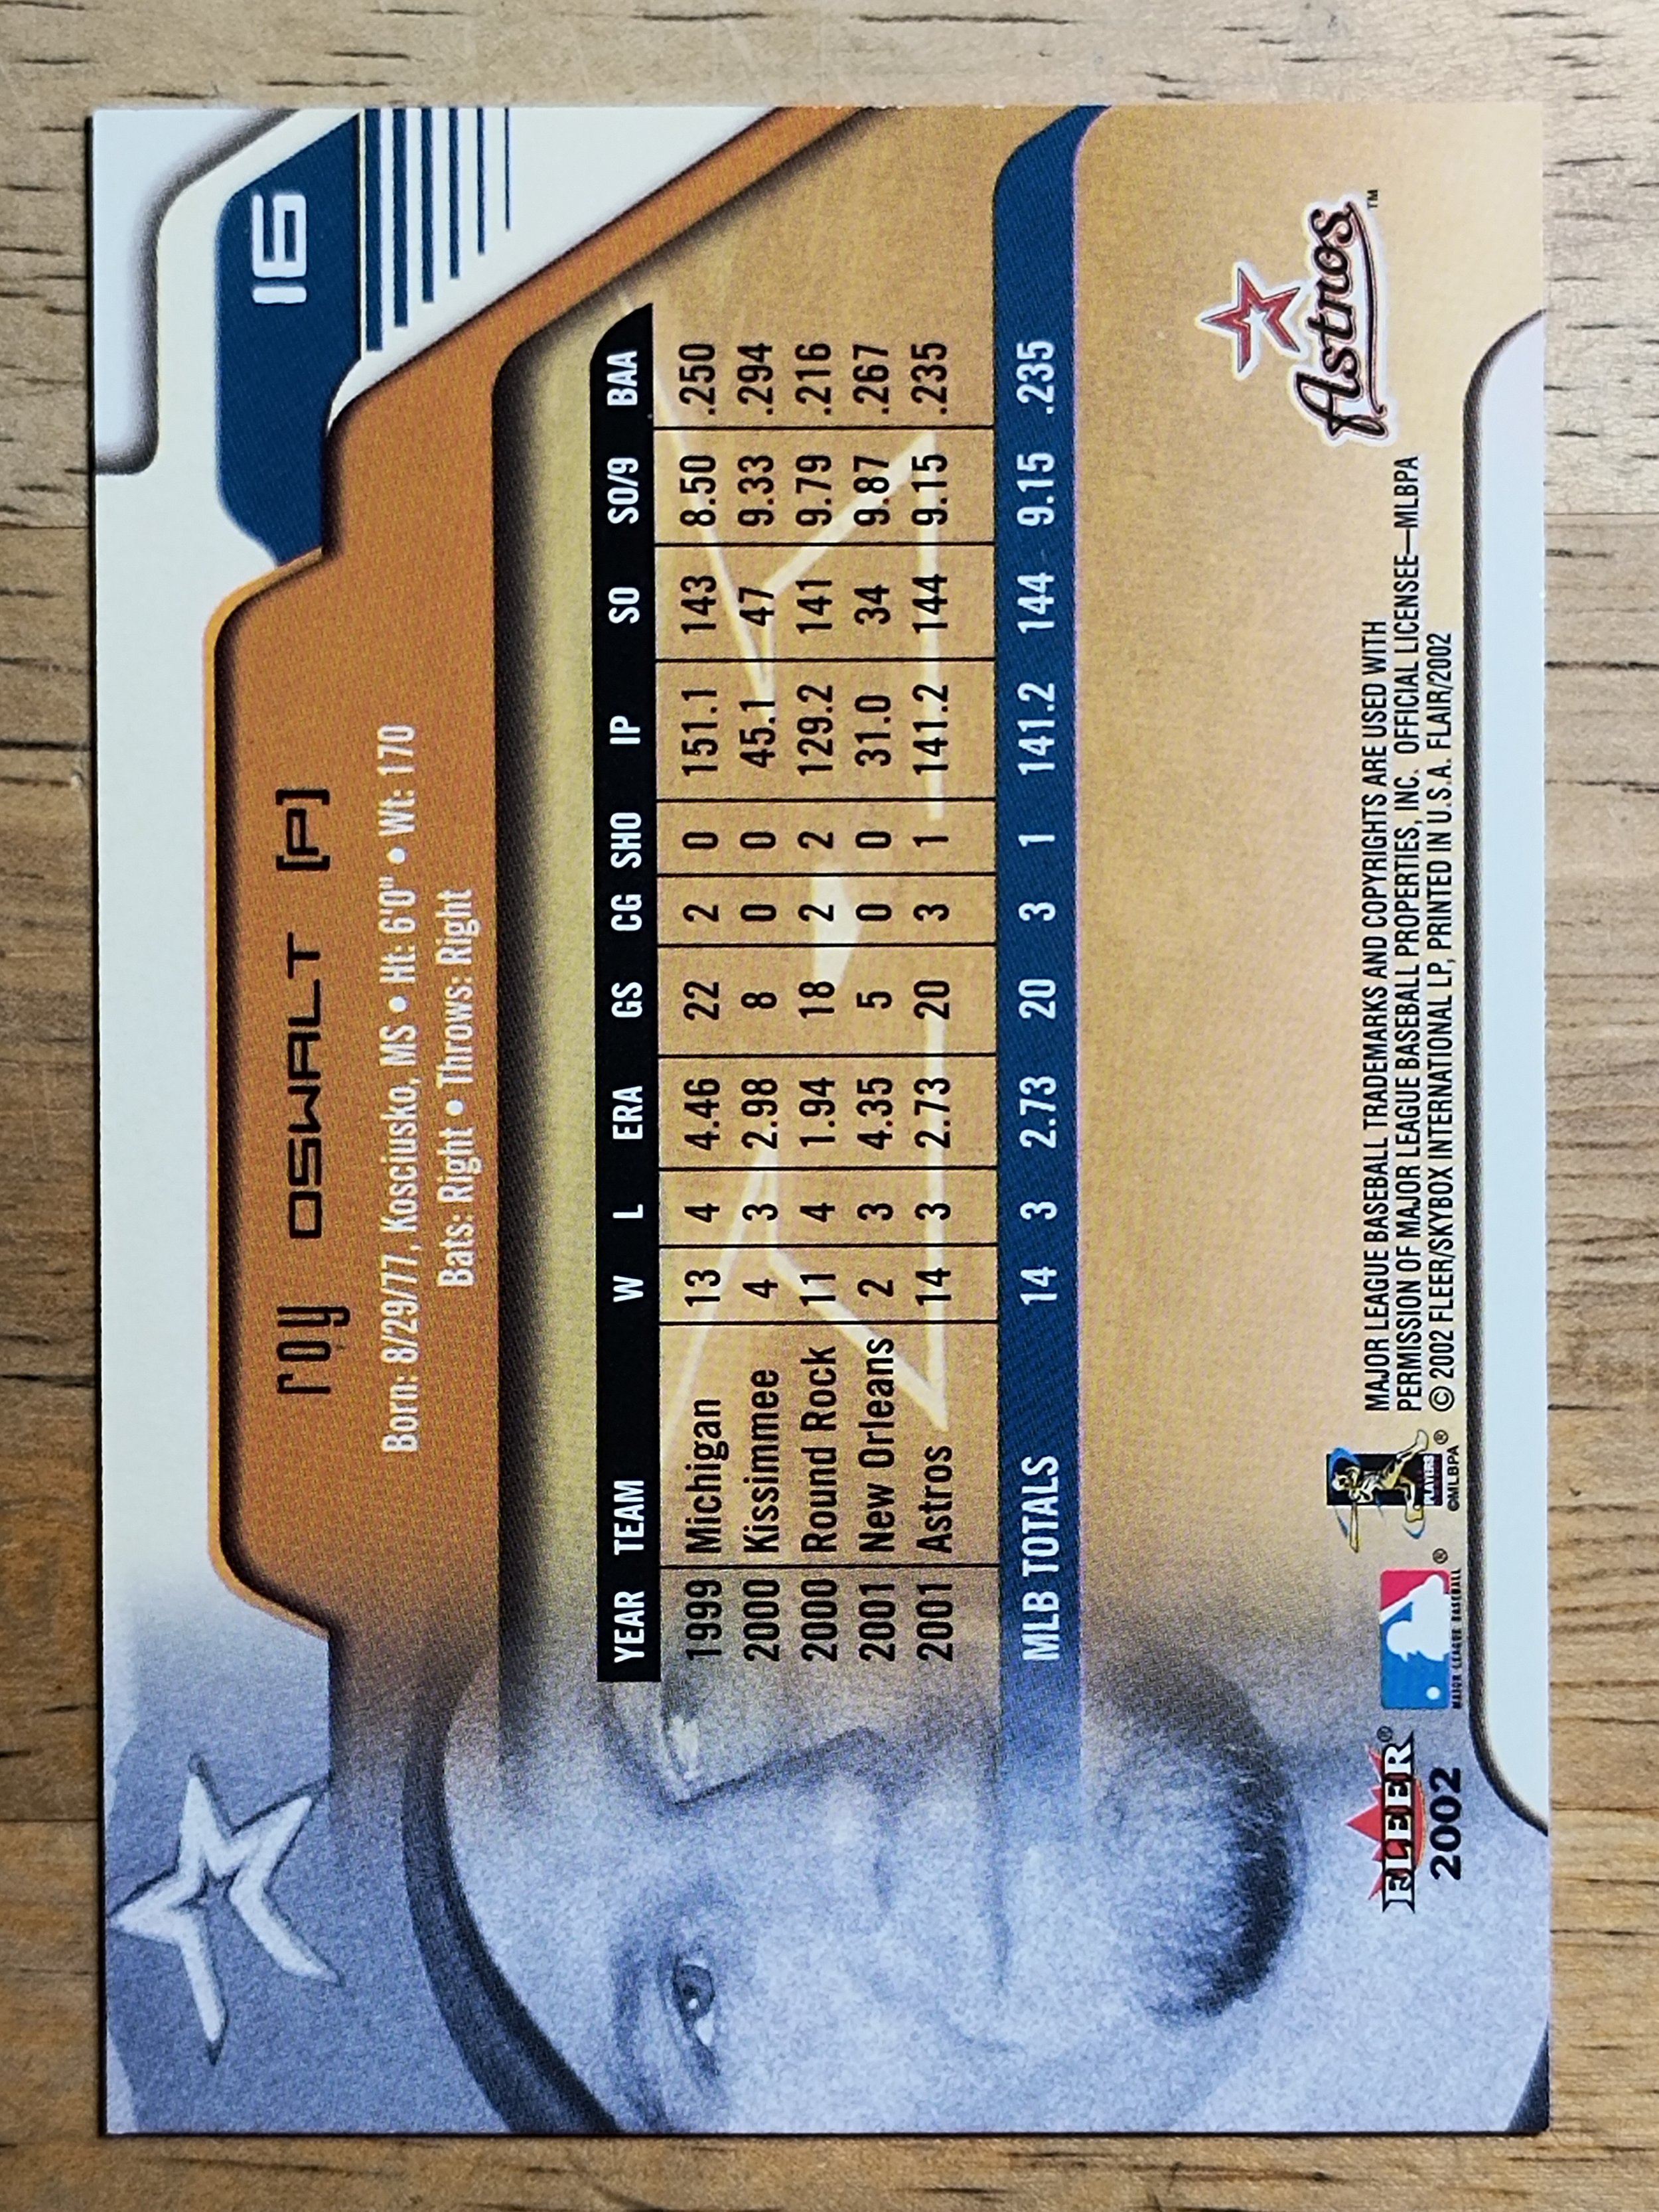 16
roy OSWALT [P]
Born: 8/29/77, Kosciusko, MS • Ht: 6'0" • Wt: 170
Bats: Right • Throws: Right
YEAR TEAM W L ERA GS CG SHO IP SO SO/9 BAA
1999 Michigan 13 4 4.46 22 2 0 151.1 143 8.50 .250
2000 Kissimmee 4 3 2.98 8 0 0 45.1 47 9.33 .294
2000 Round Rock 11 4 1.94 18 2 2 129.2 141 9.79 .216
2001 New Orleans 2 3 4.35 5 0 0 31.0 34 9.87 .267
2001 Astros 14 3 2.73 20 3 1 141.2 144 9.15 .235
MLB TOTALS 14 3 2.73 20 3 1 141.2 144 9.15 .235
Astros™
FLEER®
2002
MAJOR LEAGUE BASEBALL ®
PLAYERS
©MLBPA ®
MAJOR LEAGUE BASEBALL TRADEMARKS AND COPYRIGHTS ARE USED WITH
PERMISSION OF MAJOR LEAGUE BASEBALL PROPERTIES, INC. OFFICIAL LICENSEE—MLBPA
© 2002 FLEER/SKYBOX INTERNATIONAL LP, PRINTED IN U.S.A. FLAIR/2002